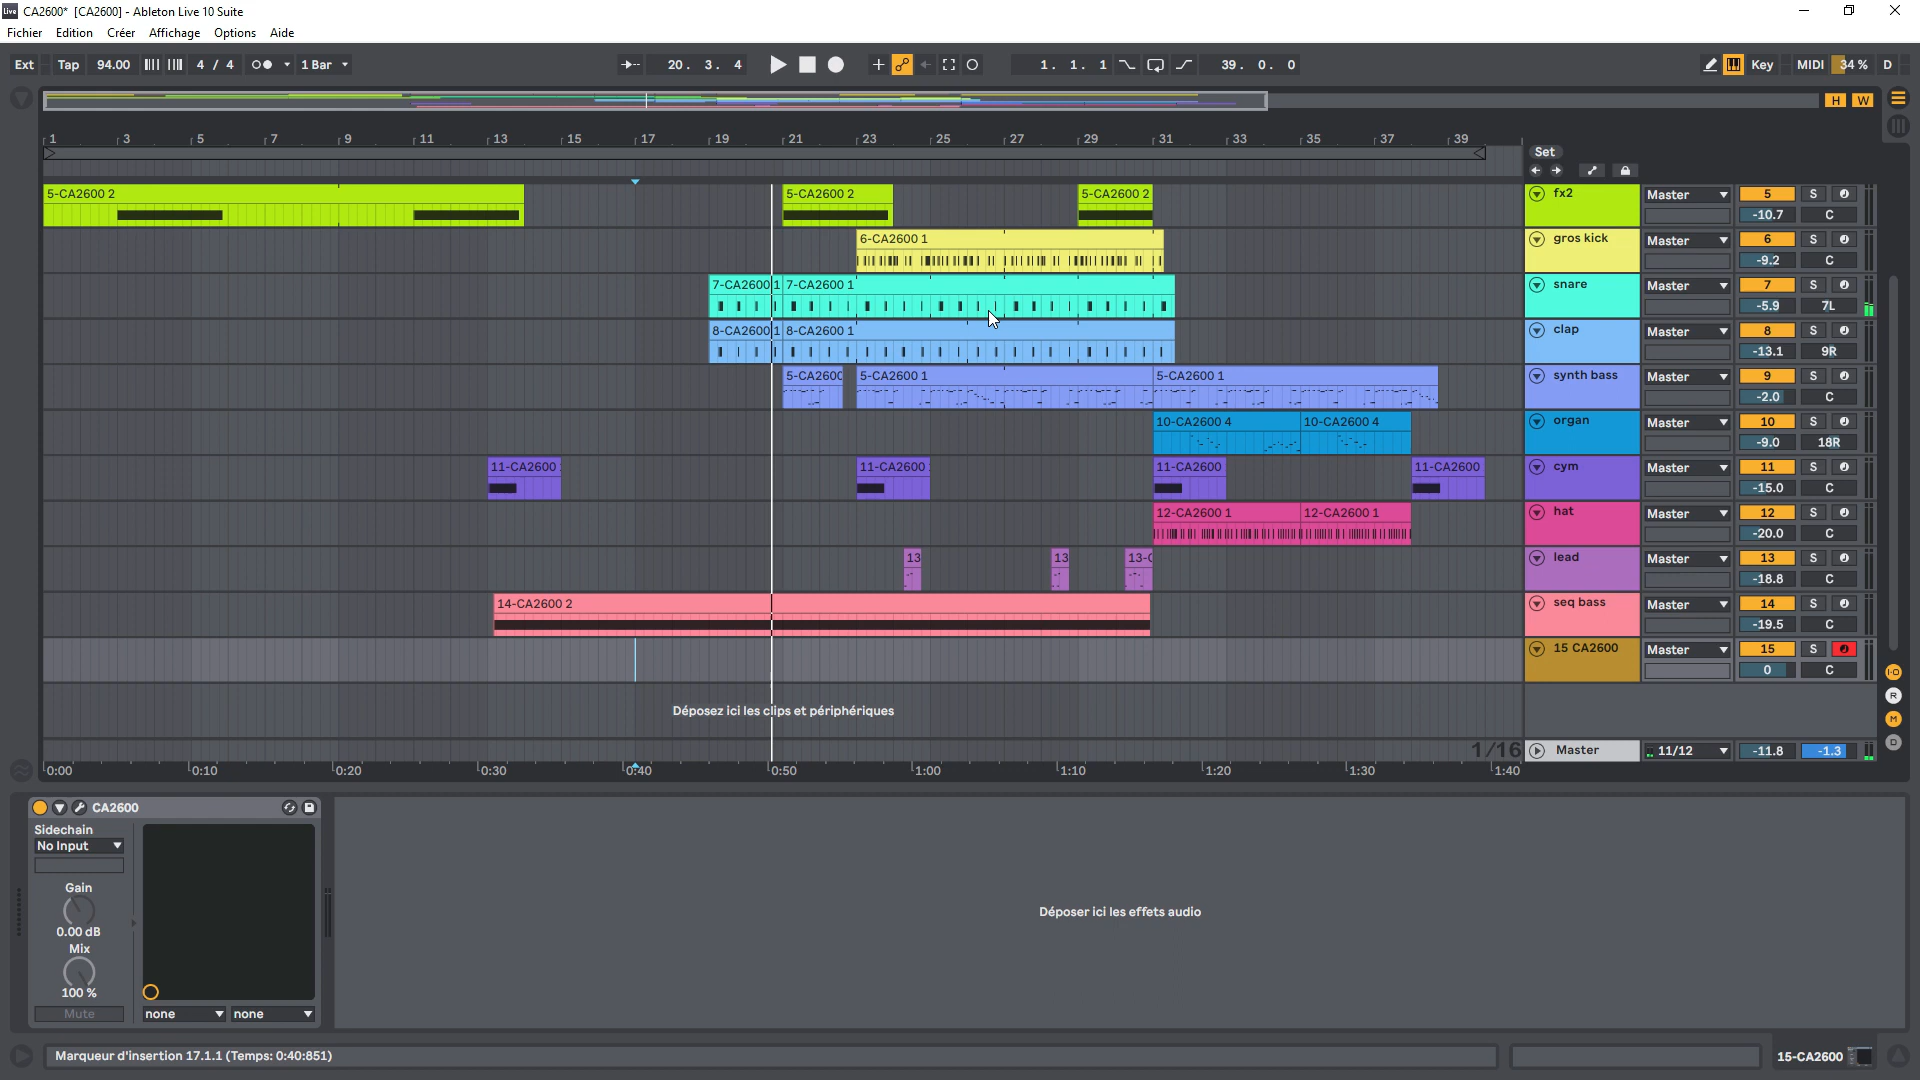 CA2600* [CA2600] - Ableton Live 10 Suite
Fichier Edition Créer Affichage Options Aide
Ext Tap 94.00 4 / 4 1 Bar 20. 3. 4 1. 1. 1 39. 0. 0 Key MIDI 34 % D
H W
1 3 5 7 9 11 13 15 17 19 21 23 25 27 29 31 33 35 37 39
Set
5-CA2600 2 5-CA2600 2 5-CA2600 2 fx2 Master 5 S
-10.7 C
6-CA2600 1 gros kick Master 6 S
-9.2 C
7-CA2600 1 7-CA2600 1 snare Master 7 S
-5.9 7L
8-CA2600 1 8-CA2600 1 clap Master 8 S
-13.1 9R
5-CA260 5-CA2600 1 5-CA2600 1 synth bass Master 9 S
-2.0 C
10-CA2600 4 10-CA2600 4 organ Master 10 S
-9.0 18R
11-CA2600 11-CA2600 11-CA2600 11-CA2600 cym Master 11 S
-15.0 C
12-CA2600 1 12-CA2600 1 hat Master 12 S
-20.0 C
13 13 13-C lead Master 13 S
-18.8 C
14-CA2600 2 seq bass Master 14 S
-19.5 C
15 CA2600 Master 15 S
0 C
I·O
R
Déposez ici les clips et périphériques
M
D
1/16 Master 11/12 -11.8 -1.3
0:00 0:10 0:20 0:30 0:40 0:50 1:00 1:10 1:20 1:30 1:40
CA2600
Sidechain
No Input
Gain
0.00 dB
Mix
100 %
Mute none none
Déposer ici les effets audio
Marqueur d'insertion 17.1.1 (Temps: 0:40:851) 15-CA2600